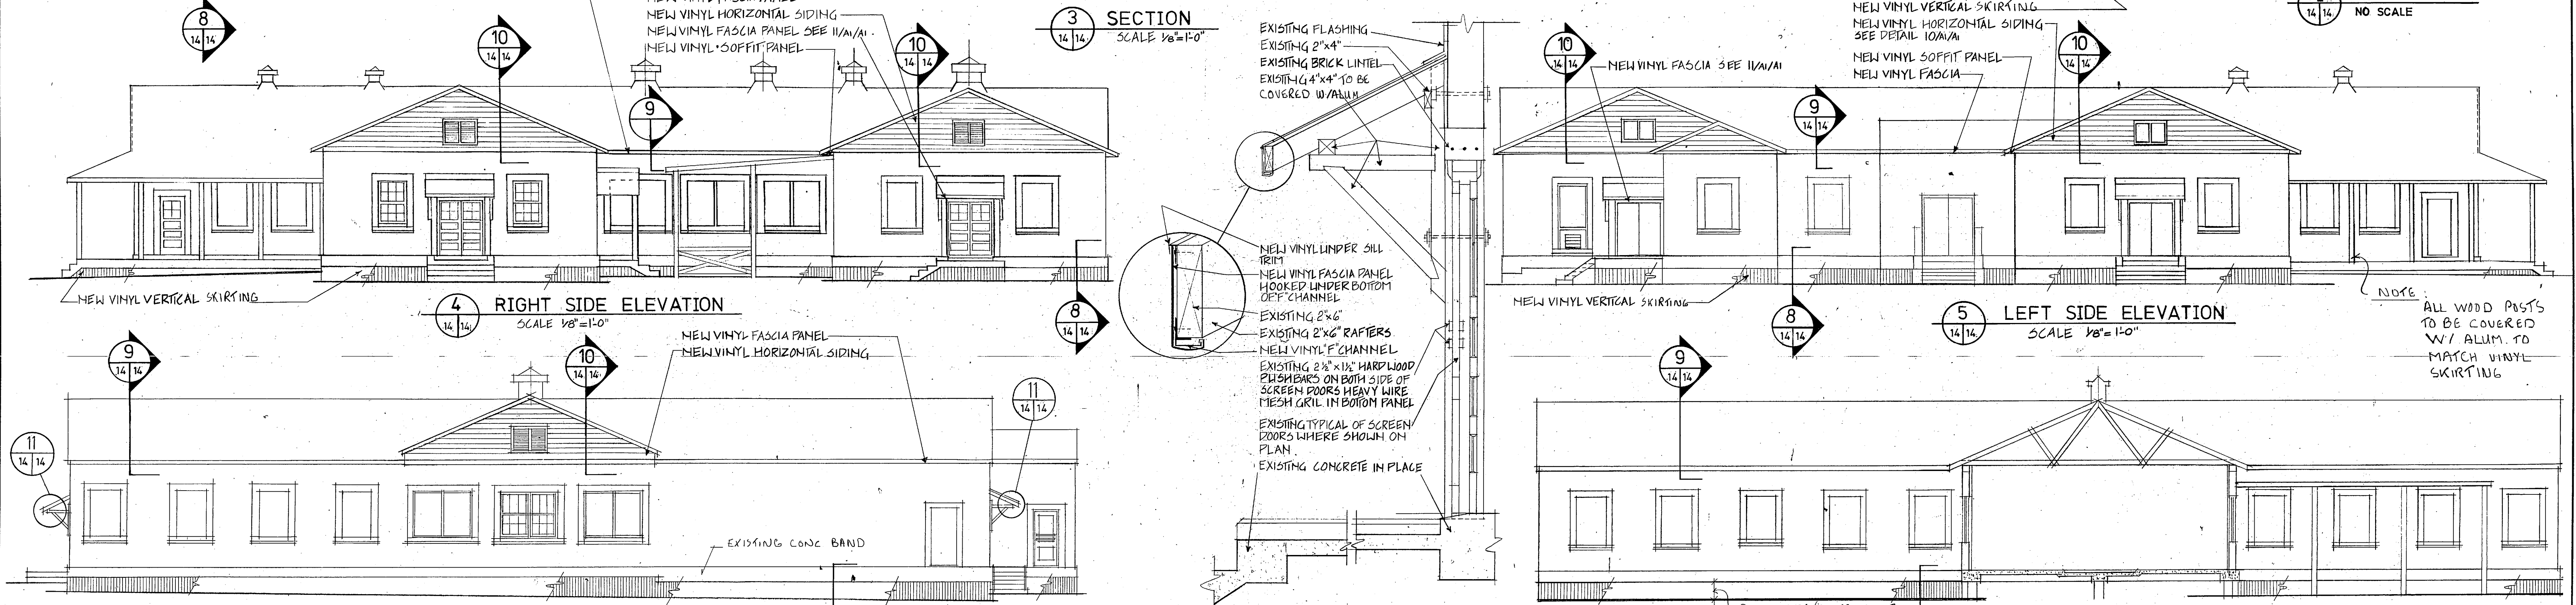 8
14 14
10
14 14
NEW VINYL HORIZONTAL SIDING
NEW VINYL FASCIA PANEL SEE 11/A1/A1.
NEW VINYL SOFFIT PANEL
10
14 14
9
14 14
3
14 14
SECTION
SCALE 1/8"=1'-0"
NEW VINYL VERTICAL SKIRTING
4
14 14
RIGHT SIDE ELEVATION
SCALE 1/8"=1'-0"
8
14 14
EXISTING FLASHING
EXISTING 2"x4"
EXISTING BRICK LINTEL
EXISTING 4"x4" TO BE
COVERED W/ALUM
NEW VINYL UNDER SILL
TRIM
NEW VINYL FASCIA PANEL
HOOKED UNDER BOTTOM
OF "F" CHANNEL
EXISTING 2"x6"
EXISTING 2"x6" RAFTERS
NEW VINYL "F" CHANNEL
EXISTING 2½" x 1½" HARDWOOD
PUSHBARS ON BOTH SIDE OF
SCREEN DOORS HEAVY WIRE
MESH GRIL IN BOTTOM PANEL
EXISTING TYPICAL OF SCREEN
DOORS WHERE SHOWN ON
PLAN
EXISTING CONCRETE IN PLACE
10
14 14
NEW VINYL FASCIA SEE 11/A1/A1
9
14 14
NEW VINYL VERTICAL SKIRTING
NEW VINYL HORIZONTAL SIDING
SEE DETAIL 10/A1/A1
NEW VINYL SOFFIT PANEL
NEW VINYL FASCIA
10
14 14
14 14
NO SCALE
NEW VINYL VERTICAL SKIRTING
8
14 14
5
14 14
LEFT SIDE ELEVATION
SCALE 1/8"=1'-0"
NOTE:
ALL WOOD POSTS
TO BE COVERED
W/ ALUM. TO
MATCH VINYL
SKIRTING
9
14 14
10
14 14
NEW VINYL FASCIA PANEL
NEW VINYL HORIZONTAL SIDING
11
14 14
11
14 14
EXISTING CONC BAND
9
14 14